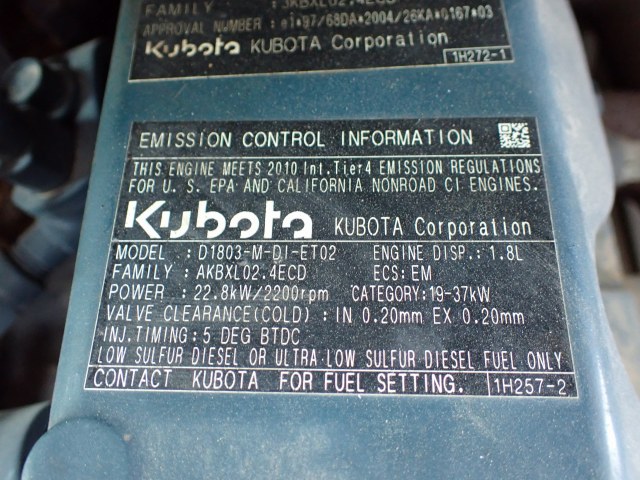 FAMILY : 3KBXL02.4ECD
APPROVAL NUMBER : e1*97/68DA*2004/26KA*0167*03
Kubota KUBOTA Corporation
1H272-1
EMISSION CONTROL INFORMATION
THIS ENGINE MEETS 2010 Int.Tier4 EMISSION REGULATIONS
FOR U. S. EPA AND CALIFORNIA NONROAD CI ENGINES.
Kubota KUBOTA Corporation
MODEL : D1803-M-DI-ET02 ENGINE DISP.: 1.8L
FAMILY : AKBXL02.4ECD ECS: EM
POWER : 22.8kW/2200rpm CATEGORY:19-37kW
VALVE CLEARANCE(COLD) : IN 0.20mm EX 0.20mm
INJ.TIMING:5 DEG BTDC
LOW SULFUR DIESEL OR ULTRA LOW SULFUR DIESEL FUEL ONLY
CONTACT KUBOTA FOR FUEL SETTING. 1H257-2